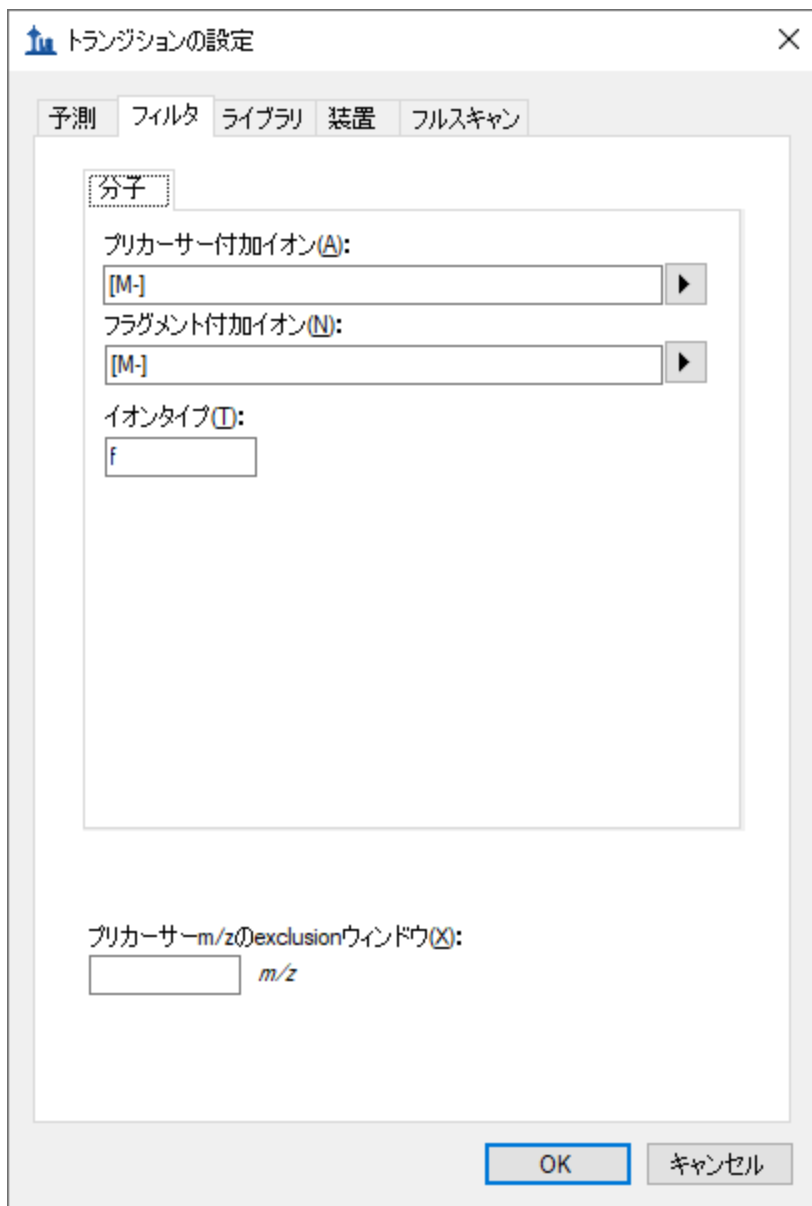 トランジションの設定
予測 フィルタ ライブラリ 装置 フルスキャン
分子
プリカーサー付加イオン(A):
[M-]
フラグメント付加イオン(N):
[M-]
イオンタイプ(T):
f
プリカーサーm/zのexclusionウィンドウ(X):
m/z
OK キャンセル